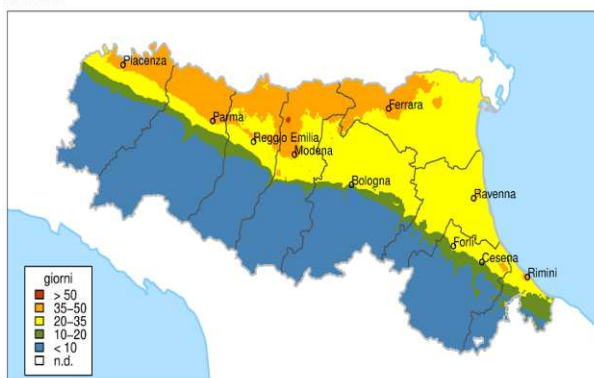 Piacenza
Parma
Reggio Emilia
Modena
Ferrara
Bologna
Ravenna
Forlì
Cesena
Rimini
giorni
> 50
35–50
20–35
10–20
< 10
n.d.